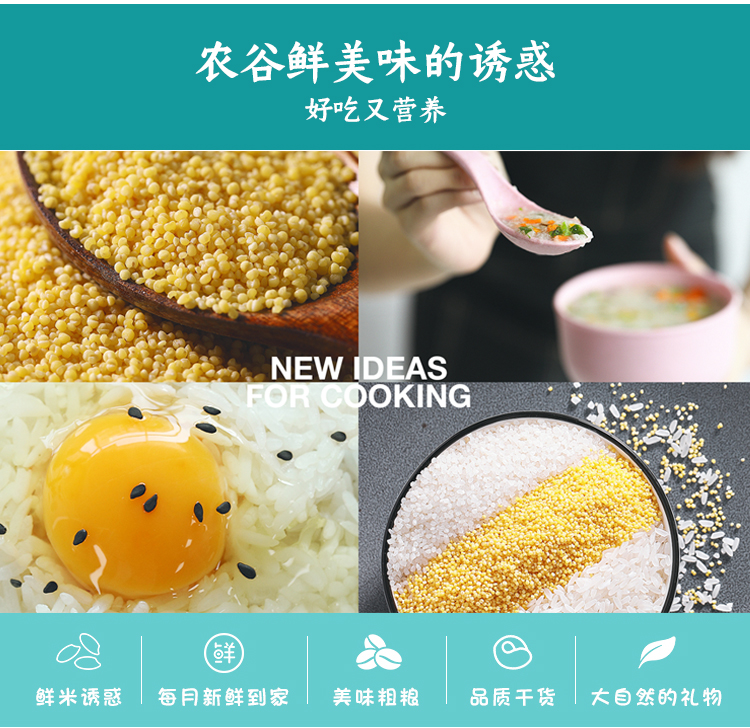 农谷鲜美味的诱惑
好吃又营养
NEW IDEAS
FOR COOKING
鲜
鲜米诱惑
每月新鲜到家
美味粗粮
品质干货
大自然的礼物